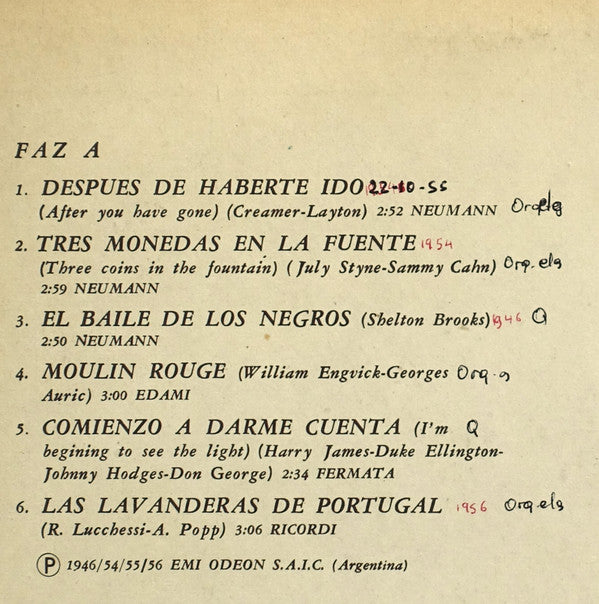 FAZ A
1. DESPUES DE HABERTE IDO 22-10-56
(After you have gone) (Creamer-Layton) 2:52 NEUMANN
2. TRES MONEDAS EN LA FUENTE 1954
(Three coins in the fountain) (July Styne-Sammy Cahn) Orq. ela
2:59 NEUMANN
3. EL BAILE DE LOS NEGROS (Shelton Brooks) 1946 Q
2:50 NEUMANN
4. MOULIN ROUGE (William Engvick-Georges Orq.
Auric) 3:00 EDAMI
5. COMIENZO A DARME CUENTA (I'm Q
begining to see the light) (Harry James-Duke Ellington-
Johnny Hodges-Don George) 2:34 FERMATA
6. LAS LAVANDERAS DE PORTUGAL 1956 Orq. ela
(R. Lucchessi-A. Popp) 3:06 RICORDI
Ⓟ 1946/54/55/56 EMI ODEON S.A.I.C. (Argentina)